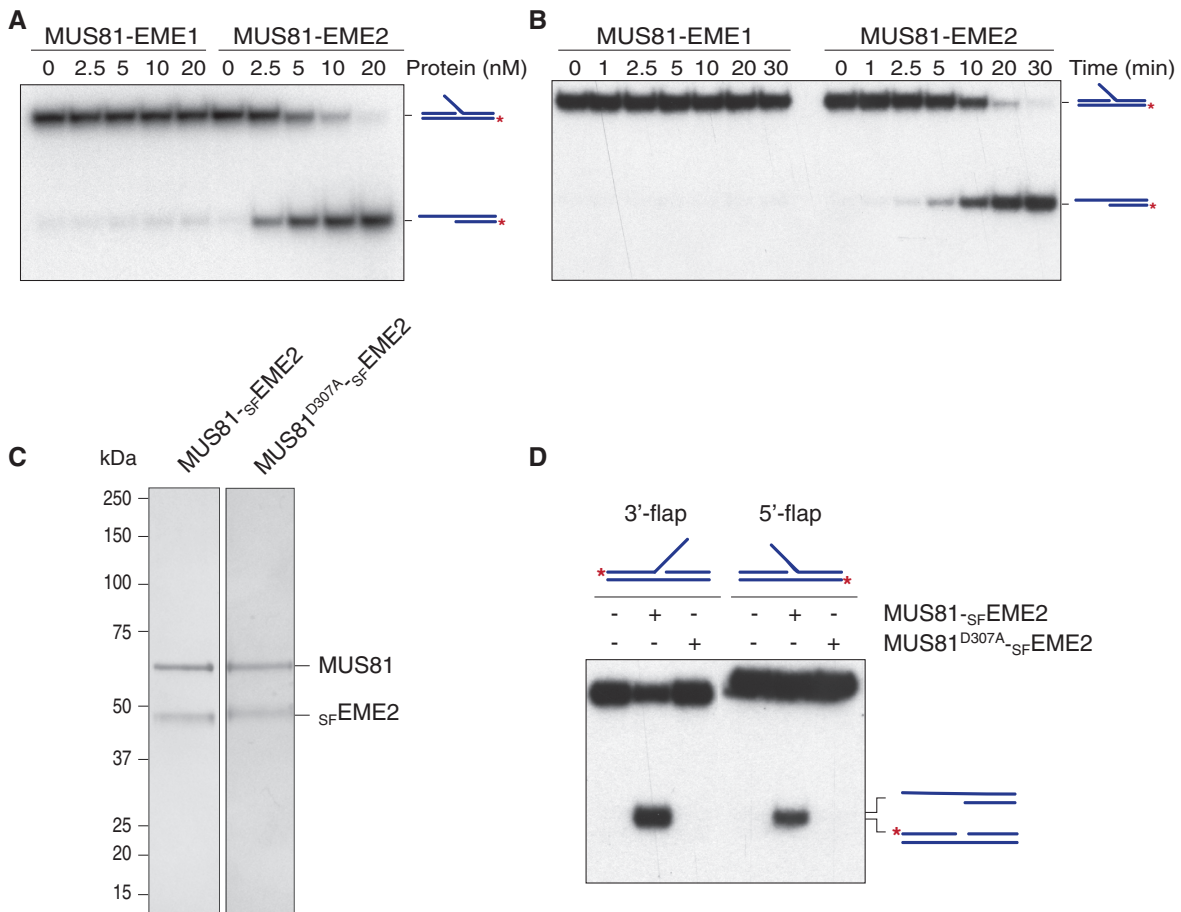 A
MUS81-EME1 MUS81-EME2
0 2.5 5 10 20 0 2.5 5 10 20 Protein (nM)
*
*
B
MUS81-EME1 MUS81-EME2
0 1 2.5 5 10 20 30 0 1 2.5 5 10 20 30 Time (min)
*
*
C
kDa
MUS81-SFEME2
MUS81D307A-SFEME2
250
150
100
75
50
37
25
20
15
MUS81
SFEME2
D
3'-flap 5'-flap
* *
- + - - + - MUS81-SFEME2
- - + - - + MUS81D307A-SFEME2
*